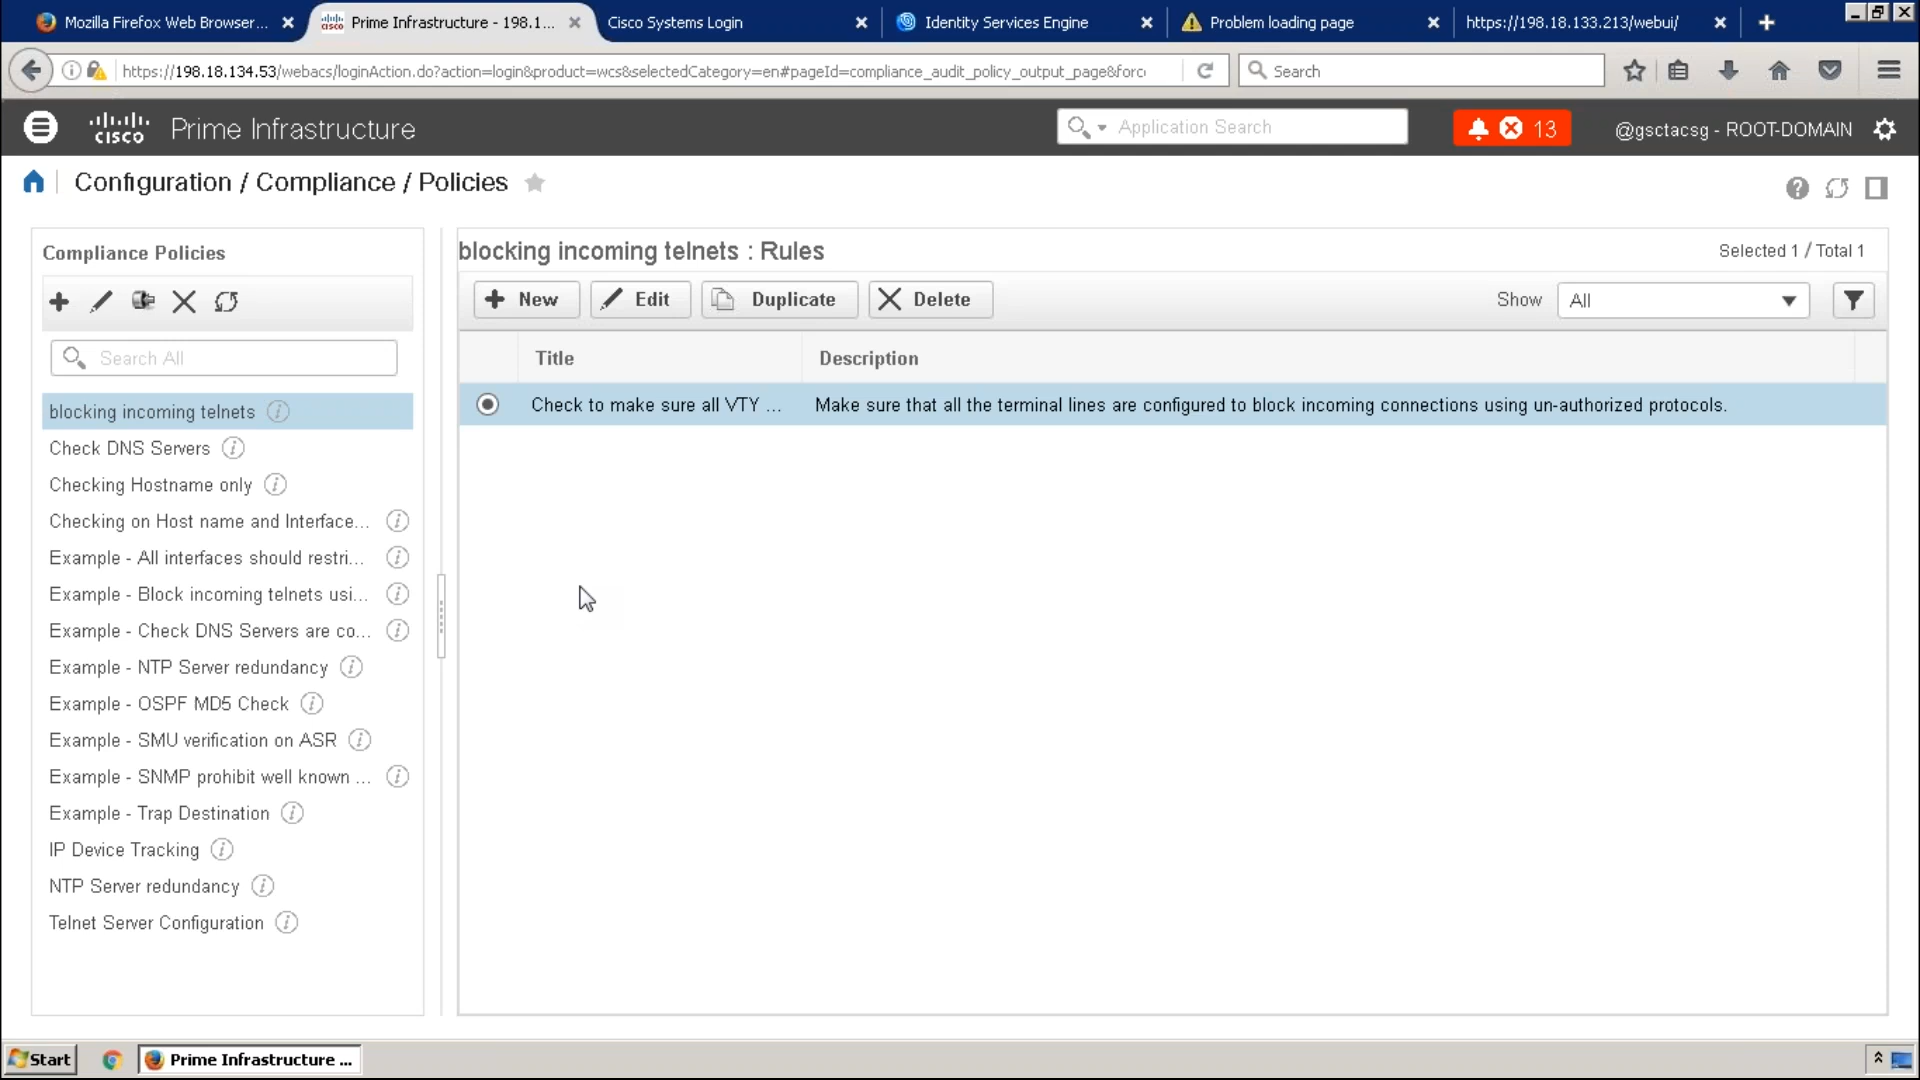 Mozilla Firefox Web Browser...
Prime Infrastructure - 198.1...
Cisco Systems Login
Identity Services Engine
Problem loading page
https://198.18.133.213/webui/
https://198.18.134.53/webacs/loginAction.do?action=login&product=wcs&selectedCategory=en#pageId=compliance_audit_policy_output_page&forc
Search
cisco Prime Infrastructure
Application Search
13
@gsctacsg - ROOT-DOMAIN
Configuration / Compliance / Policies
Compliance Policies
Search All
blocking incoming telnets
Check DNS Servers
Checking Hostname only
Checking on Host name and Interface...
Example - All interfaces should restri...
Example - Block incoming telnets usi...
Example - Check DNS Servers are co...
Example - NTP Server redundancy
Example - OSPF MD5 Check
Example - SMU verification on ASR
Example - SNMP prohibit well known ...
Example - Trap Destination
IP Device Tracking
NTP Server redundancy
Telnet Server Configuration
blocking incoming telnets : Rules
Selected 1 / Total 1
New
Edit
Duplicate
Delete
Show
All
Title
Description
Check to make sure all VTY ...
Make sure that all the terminal lines are configured to block incoming connections using un-authorized protocols.
Start
Prime Infrastructure ...